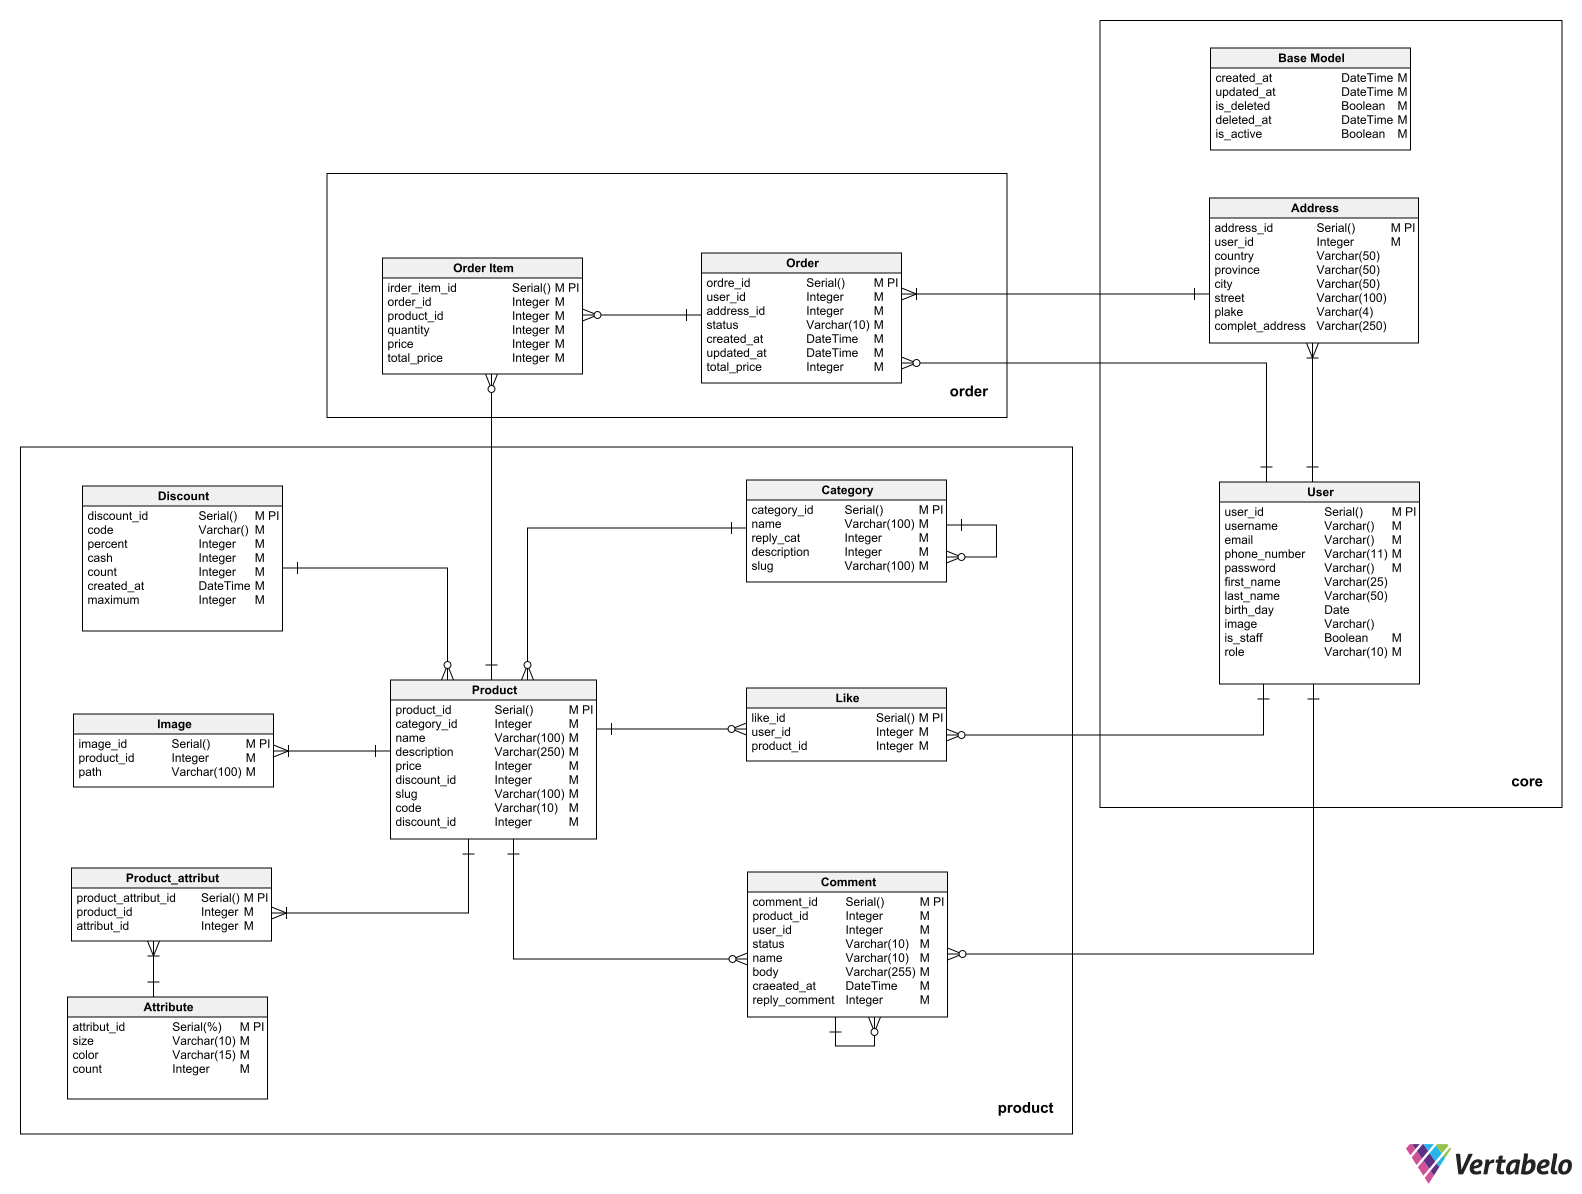 Base Model
created_at DateTime M
updated_at DateTime M
is_deleted Boolean M
deleted_at DateTime M
is_active Boolean M
Address
address_id Serial() M PI
user_id Integer M
country Varchar(50)
province Varchar(50)
city Varchar(50)
street Varchar(100)
plake Varchar(4)
complet_address Varchar(250)
Order Item
irder_item_id Serial() M PI
order_id Integer M
product_id Integer M
quantity Integer M
price Integer M
total_price Integer M
Order
ordre_id Serial() M PI
user_id Integer M
address_id Integer M
status Varchar(10) M
created_at DateTime M
updated_at DateTime M
total_price Integer M
order
Discount
discount_id Serial() M PI
code Varchar() M
percent Integer M
cash Integer M
count Integer M
created_at DateTime M
maximum Integer M
Category
category_id Serial() M PI
name Varchar(100) M
reply_cat Integer M
description Integer M
slug Varchar(100) M
User
user_id Serial() M PI
username Varchar() M
email Varchar() M
phone_number Varchar(11) M
password Varchar() M
first_name Varchar(25)
last_name Varchar(50)
birth_day Date
image Varchar()
is_staff Boolean M
role Varchar(10) M
Product
product_id Serial() M PI
category_id Integer M
name Varchar(100) M
description Varchar(250) M
price Integer M
discount_id Integer M
slug Varchar(100) M
code Varchar(10) M
discount_id Integer M
Like
like_id Serial() M PI
user_id Integer M
product_id Integer M
Image
image_id Serial() M PI
product_id Integer M
path Varchar(100) M
core
Product_attribut
product_attribut_id Serial() M PI
product_id Integer M
attribut_id Integer M
Comment
comment_id Serial() M PI
product_id Integer M
user_id Integer M
status Varchar(10) M
name Varchar(10) M
body Varchar(255) M
craeated_at DateTime M
reply_comment Integer M
Attribute
attribut_id Serial(%) M PI
size Varchar(10) M
color Varchar(15) M
count Integer M
product
Vertabelo